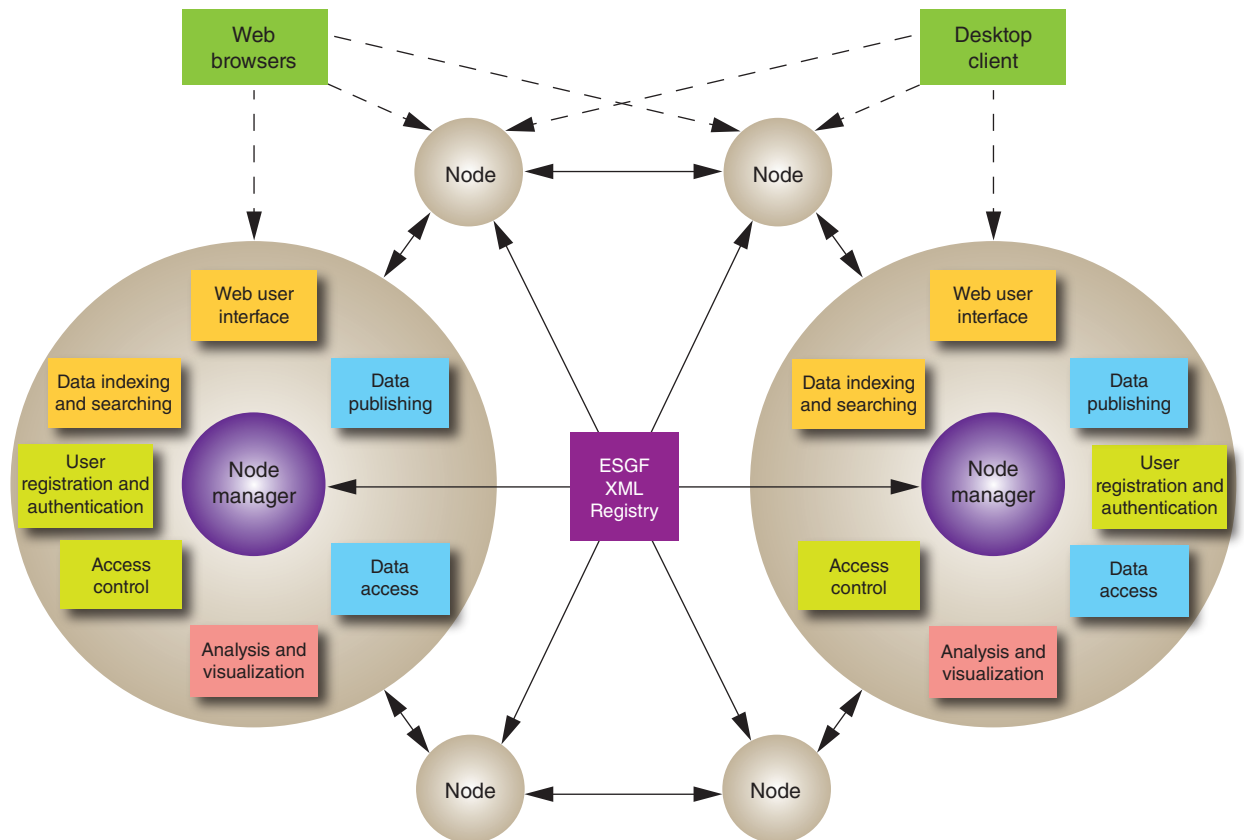 Web
browsers
Desktop
client
Node
Node
Web user
interface
Data indexing
and searching
Data
publishing
User
registration and
authentication
Node
manager
Access
control
Data
access
Analysis and
visualization
ESGF
XML
Registry
Web user
interface
Data indexing
and searching
Data
publishing
Node
manager
User
registration and
authentication
Access
control
Data
access
Analysis and
visualization
Node
Node